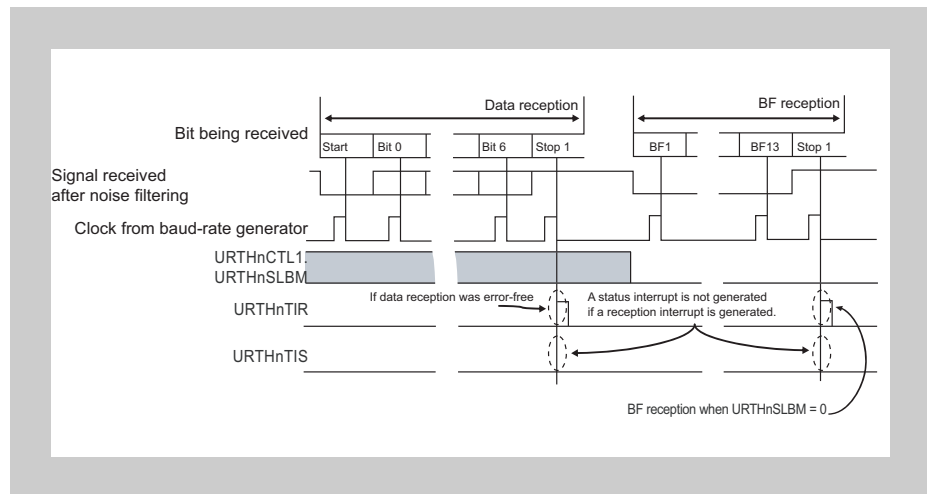 Data reception
BF reception
Bit being received
Start
Bit 0
Bit 6
Stop 1
BF1
BF13
Stop 1
Signal received
after noise filtering
Clock from baud-rate generator
URTHnCTL1.
URTHnSLBM
If data reception was error-free
A status interrupt is not generated
if a reception interrupt is generated.
URTHnTIR
URTHnTIS
BF reception when URTHnSLBM = 0